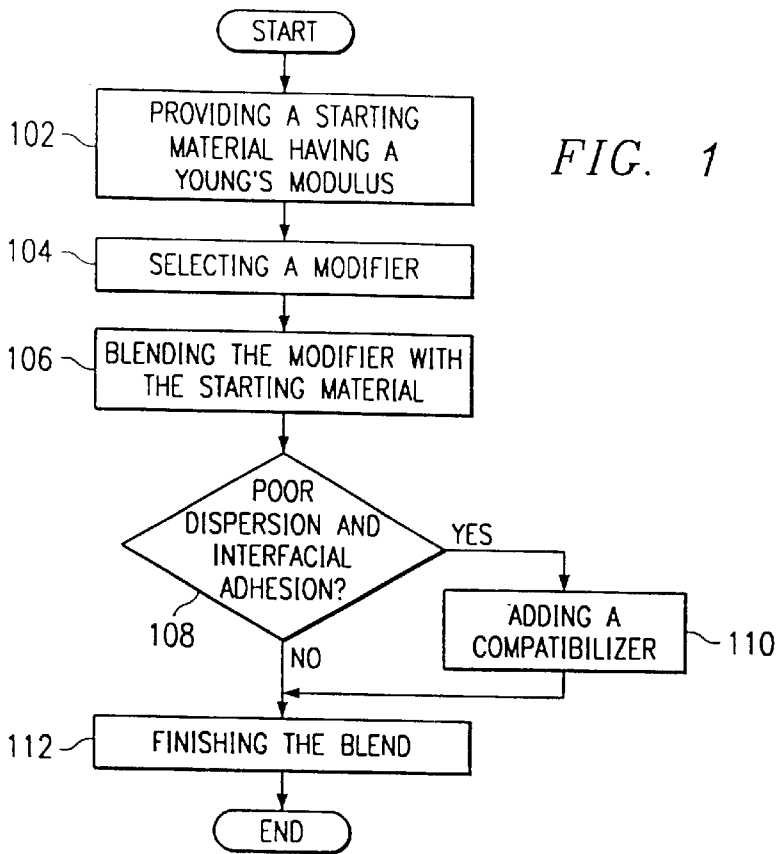 START
102
PROVIDING A STARTING
MATERIAL HAVING A
YOUNG'S MODULUS
FIG. 1
104
SELECTING A MODIFIER
106
BLENDING THE MODIFIER WITH
THE STARTING MATERIAL
POOR
DISPERSION AND
INTERFACIAL
ADHESION?
YES
108
NO
ADDING A
COMPATIBILIZER
110
112
FINISHING THE BLEND
END